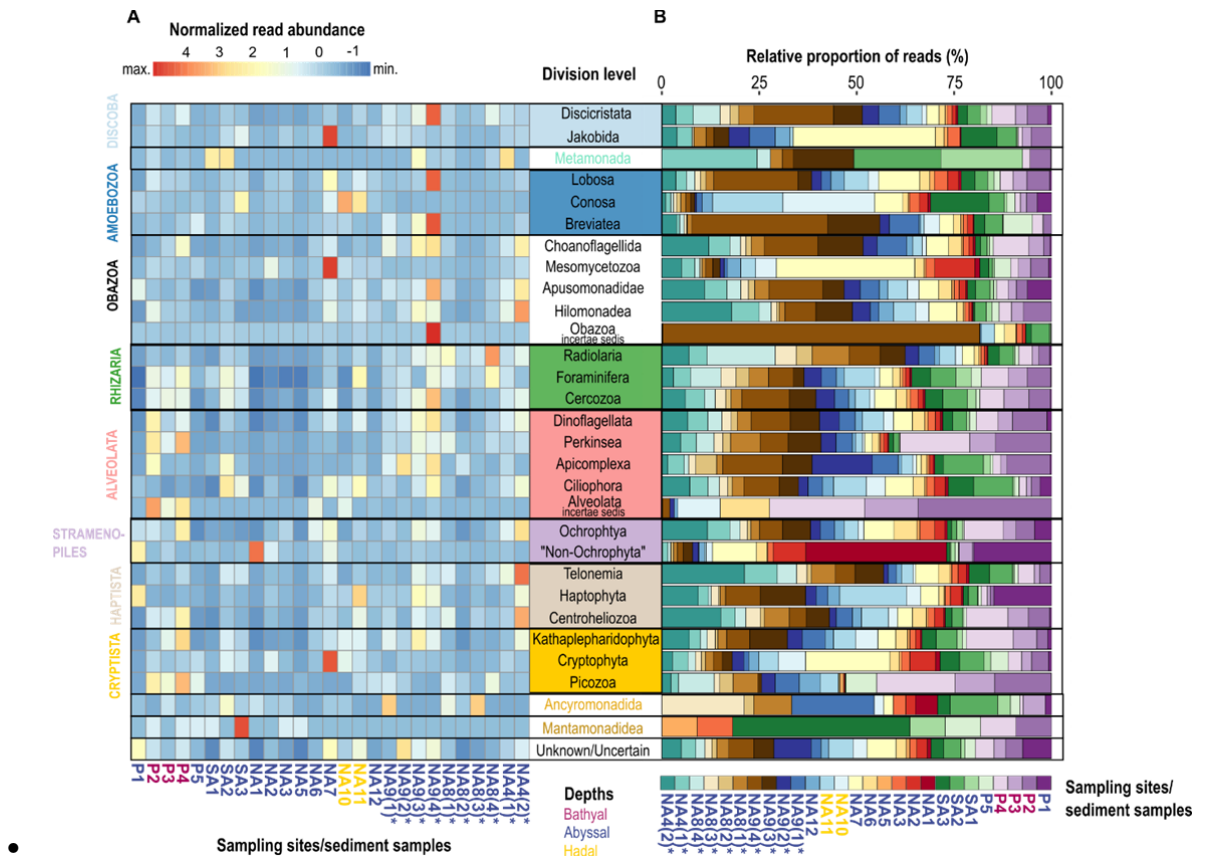 A
B
Normalized read abundance
4 3 2 1 0 -1
max.
min.
Division level
Relative proportion of reads (%)
0 25 50 75 100
DISCOBA
Discicristata
Jakobida
Metamonada
AMOEBOZOA
Lobosa
Conosa
Breviatea
OBAZOA
Choanoflagellida
Mesomycetozoa
Apusomonadidae
Hilomonadea
Obazoa
incertae sedis
RHIZARIA
Radiolaria
Foraminifera
Cercozoa
ALVEOLATA
Dinoflagellata
Perkinsea
Apicomplexa
Ciliophora
Alveolata
incertae sedis
STRAMENO-
PILES
Ochrophtya
"Non-Ochrophyta"
HAPTISTA
Telonemia
Haptophyta
Centroheliozoa
CRYPTISTA
Kathaplepharidophyta
Cryptophyta
Picozoa
Ancyromonadida
Mantamonadidea
Unknown/Uncertain
P1 P2 P3 P4 P5 SA1 SA2 SA3 NA1 NA2 NA3 NA5 NA6 NA7 NA10 NA11 NA12 NA9(1)* NA9(2)* NA9(3)* NA9(4)* NA8(1)* NA8(2)* NA8(3)* NA8(4)* NA4(1)* NA4(2)*
Sampling sites/sediment samples
Depths
Bathyal
Abyssal
Hadal
NA4(2)* NA4(1)* NA8(4)* NA8(3)* NA8(2)* NA8(1)* NA9(4)* NA9(3)* NA9(2)* NA9(1)* NA12 NA11 NA10 NA7 NA6 NA5 NA3 NA2 NA1 SA3 SA2 SA1 P5 P4 P3 P2 P1
Sampling sites/
sediment samples